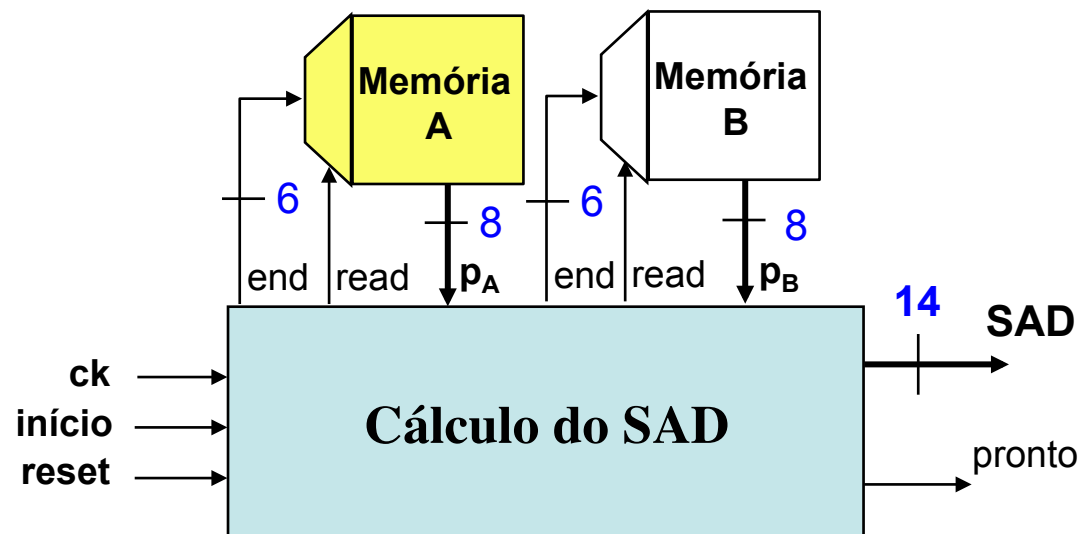 Memória
A
Memória
B
6
8
6
8
end
read
pA
end
read
pB
14
SAD
ck
início
reset
Cálculo do SAD
pronto